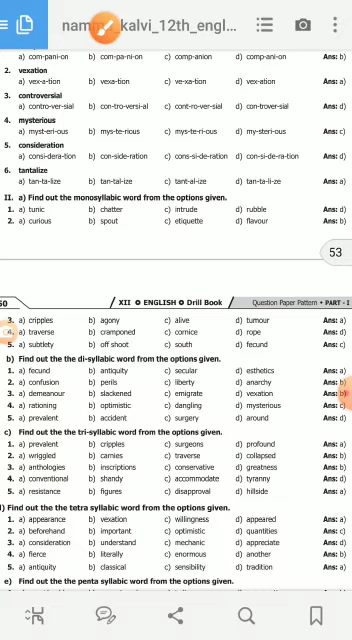 nammu_kalvi_12th_engl...
a) com-pani-on b) com-pa-ni-on c) comp-anion d) comp-ani-on Ans: b)
2. vexation
a) vex-a-tion b) vexa-tion c) ve-xa-tion d) vex-ation Ans: a)
3. controversial
a) contro-ver-sial b) con-tro-versi-al c) cont-ro-ver-sial d) con-trover-sial Ans: d)
4. mysterious
a) myst-eri-ous b) mys-te-rious c) mys-te-ri-ous d) my-steri-ous Ans: c)
5. consideration
a) consi-dera-tion b) con-side-ration c) cons-si-de-ration d) con-si-de-ra-tion Ans: d)
6. tantalize
a) tan-ta-lize b) tan-tal-ize c) tant-al-ize d) tan-ta-li-ze Ans: a)
II. a) Find out the monosyllabic word from the options given.
1. a) tunic b) chatter c) intrude d) rubble Ans: d)
2. a) curious b) spout c) etiquette d) flavour Ans: b)
53
60 XII ✪ ENGLISH ✪ Drill Book Question Paper Pattern • PART - I
3. a) cripples b) agony c) alive d) tumour Ans: a)
4. a) traverse b) cramponed c) cornice d) rope Ans: d)
5. a) subtlety b) off shoot c) south d) fecund Ans: c)
b) Find out the the di-syllabic word from the options given.
1. a) fecund b) antiquity c) secular d) esthetics Ans: a)
2. a) confusion b) perils c) liberty d) anarchy Ans: b)
3. a) demeanour b) slackened c) emigrate d) vexation Ans: b)
4. a) rationing b) optimistic c) dangling d) mysterious Ans: c)
5. a) prevalent b) accident c) surgery d) around Ans: d)
c) Find out the the tri-syllabic word from the options given.
1. a) prevalent b) cripples c) surgeons d) profound Ans: a)
2. a) wriggled b) carnies c) traverse d) collapsed Ans: b)
3. a) anthologies b) inscriptions c) conservative d) greatness Ans: b)
4. a) conventional b) shandy c) accommodate d) tyranny Ans: d)
5. a) resistance b) figures c) disapproval d) hillside Ans: a)
d) Find out the the tetra syllabic word from the options given.
1. a) appearance b) vexation c) willingness d) appeared Ans: a)
2. a) beforehand b) important c) optimistic d) quantities Ans: c)
3. a) consideration b) understand c) mechanic d) appreciate Ans: d)
4. a) fierce b) literally c) enormous d) another Ans: b)
5. a) antiquity b) classical c) sensibility d) tradition Ans: a)
e) Find out the the penta syllabic word from the options given.